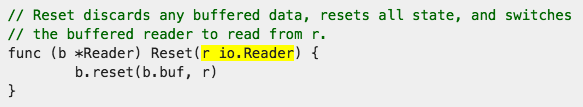 // Reset discards any buffered data, resets all state, and switches
// the buffered reader to read from r.
func (b *Reader) Reset(r io.Reader) {
        b.reset(b.buf, r)
}